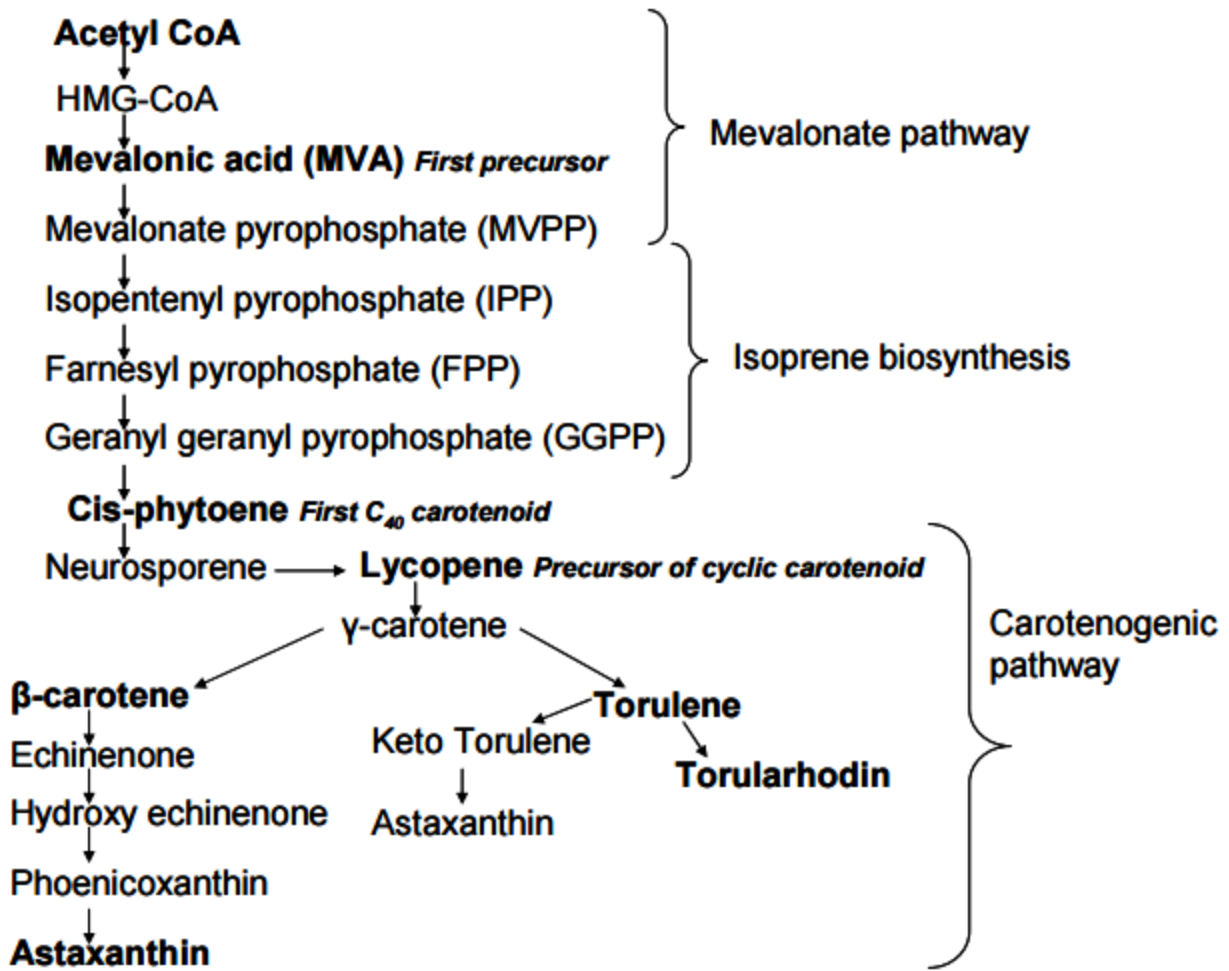 Acetyl CoA
HMG-CoA
Mevalonic acid (MVA) First precursor
Mevalonate pyrophosphate (MVPP)
Mevalonate pathway
Isopentenyl pyrophosphate (IPP)
Farnesyl pyrophosphate (FPP)
Geranyl geranyl pyrophosphate (GGPP)
Isoprene biosynthesis
Cis-phytoene First C40 carotenoid
Neurosporene
Lycopene Precursor of cyclic carotenoid
γ-carotene
Carotenogenic
pathway
β-carotene
Echinenone
Hydroxy echinenone
Phoenicoxanthin
Astaxanthin
Torulene
Keto Torulene
Astaxanthin
Torularhodin